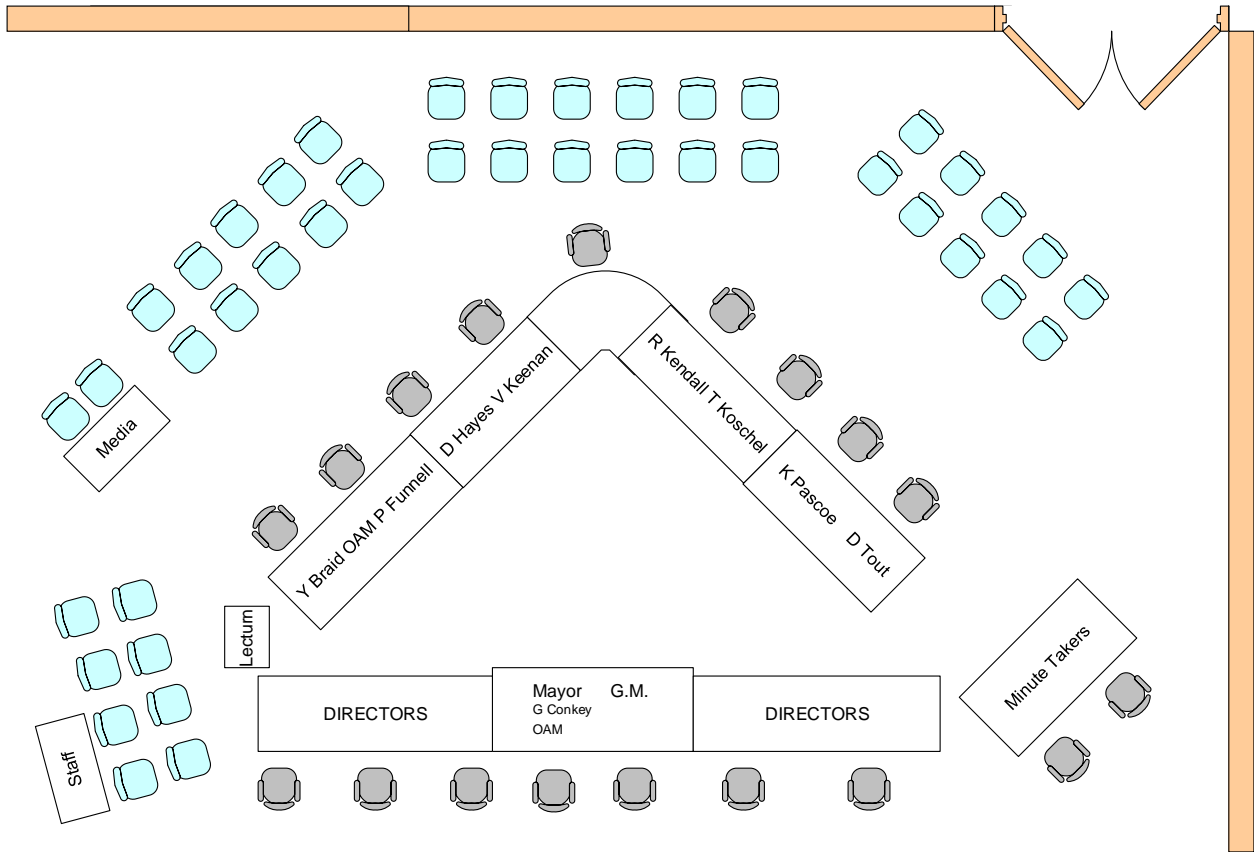 R Kendall T Koschel
D Hayes V Keenan
Media
K Pascoe D Tout
Y Braid OAM P Funnell
Lectum
Minute Takers
Mayor G.M.
G Conkey
OAM
DIRECTORS
DIRECTORS
Staff